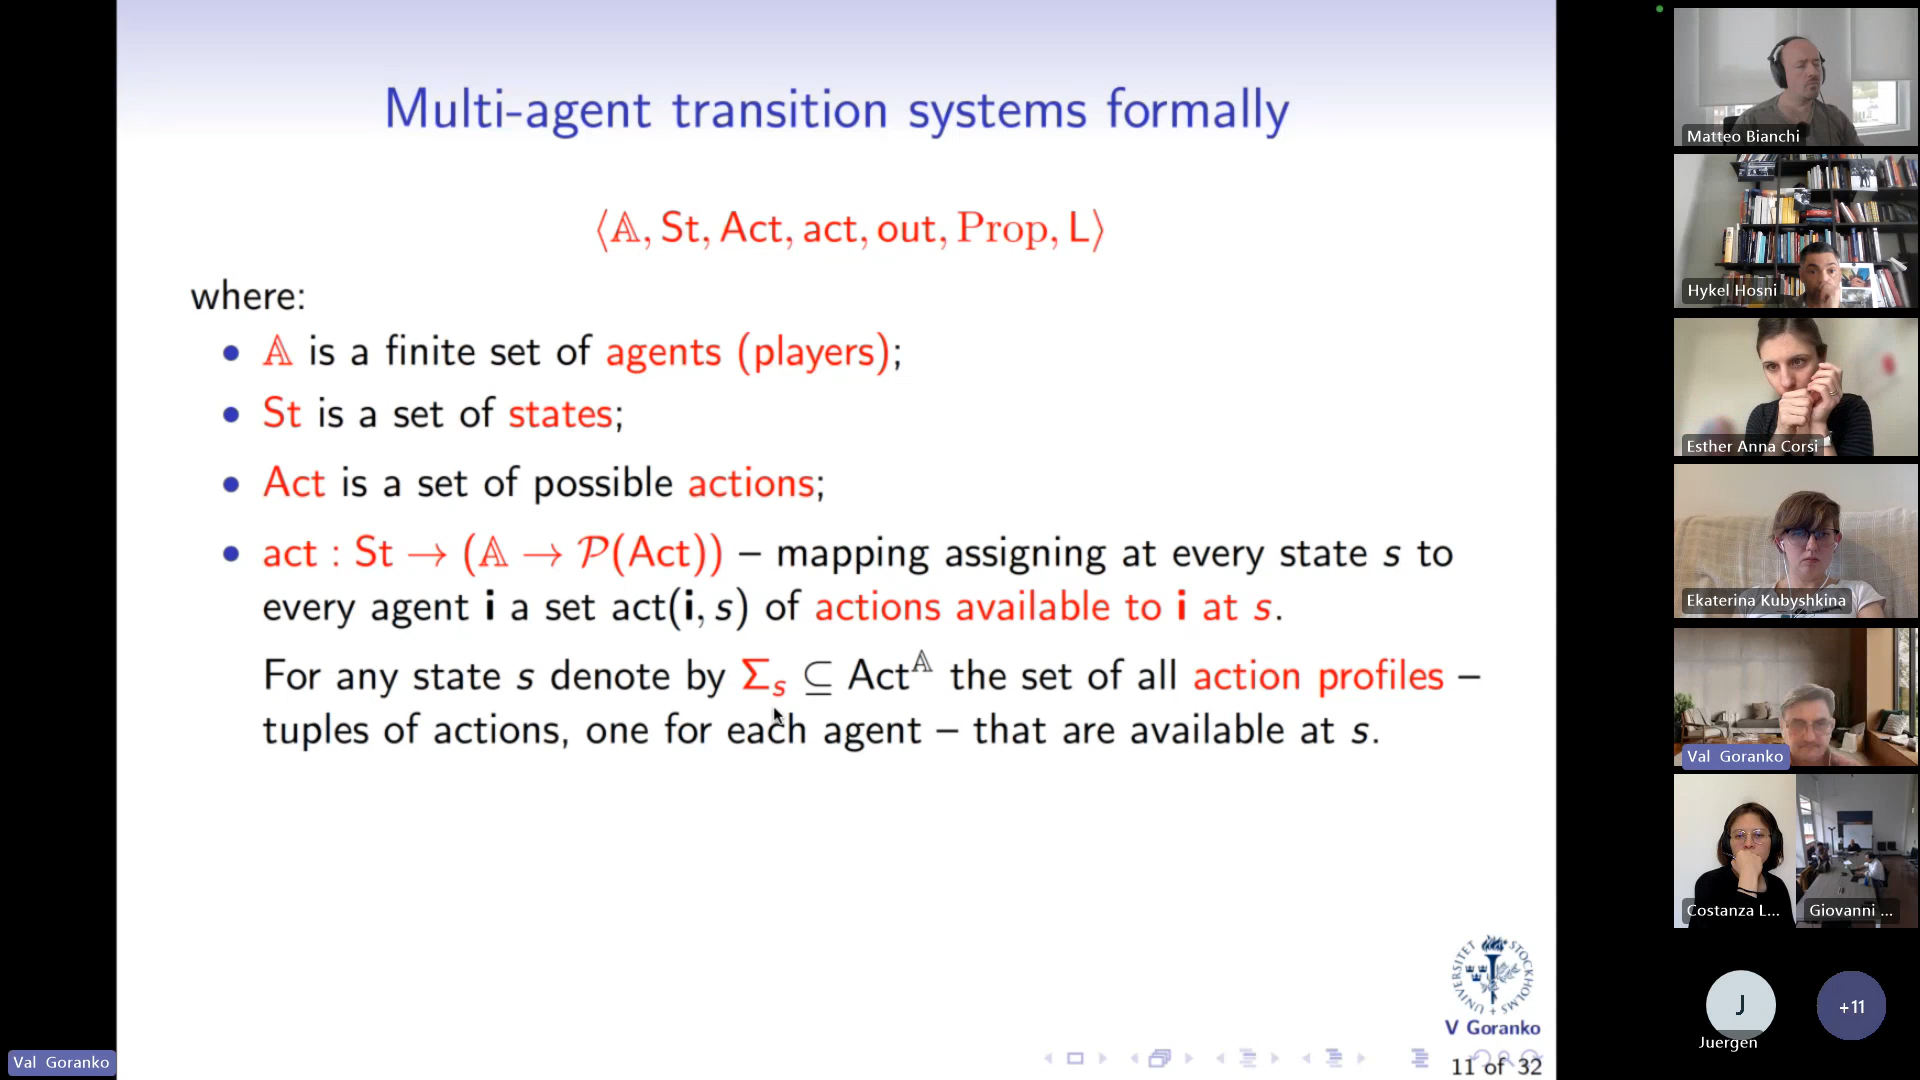 Multi-agent transition systems formally
⟨𝔸, St, Act, act, out, Prop, L⟩
where:
• 𝔸 is a finite set of agents (players);
• St is a set of states;
• Act is a set of possible actions;
• act : St → (𝔸 → 𝒫(Act)) – mapping assigning at every state s to
every agent i a set act(i, s) of actions available to i at s.
For any state s denote by Σₛ ⊆ Act^𝔸 the set of all action profiles –
tuples of actions, one for each agent – that are available at s.
UNIVERSITET STOCKHOLMS
V Goranko
11 of 32
Val Goranko
Matteo Bianchi
Hykel Hosni
Esther Anna Corsi
Ekaterina Kubyshkina
Val Goranko
Costanza L...
Giovanni ...
J
+11
Juergen